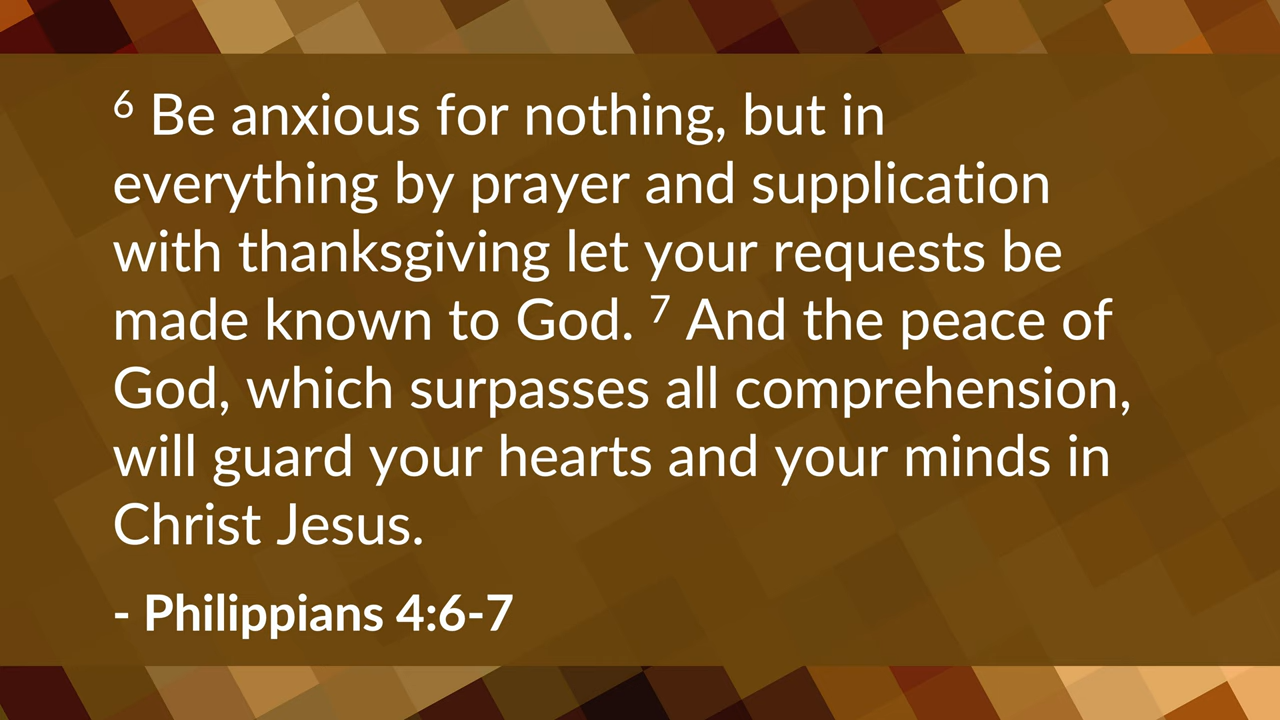 ⁶ Be anxious for nothing, but in
everything by prayer and supplication
with thanksgiving let your requests be
made known to God. ⁷ And the peace of
God, which surpasses all comprehension,
will guard your hearts and your minds in
Christ Jesus.
- Philippians 4:6-7